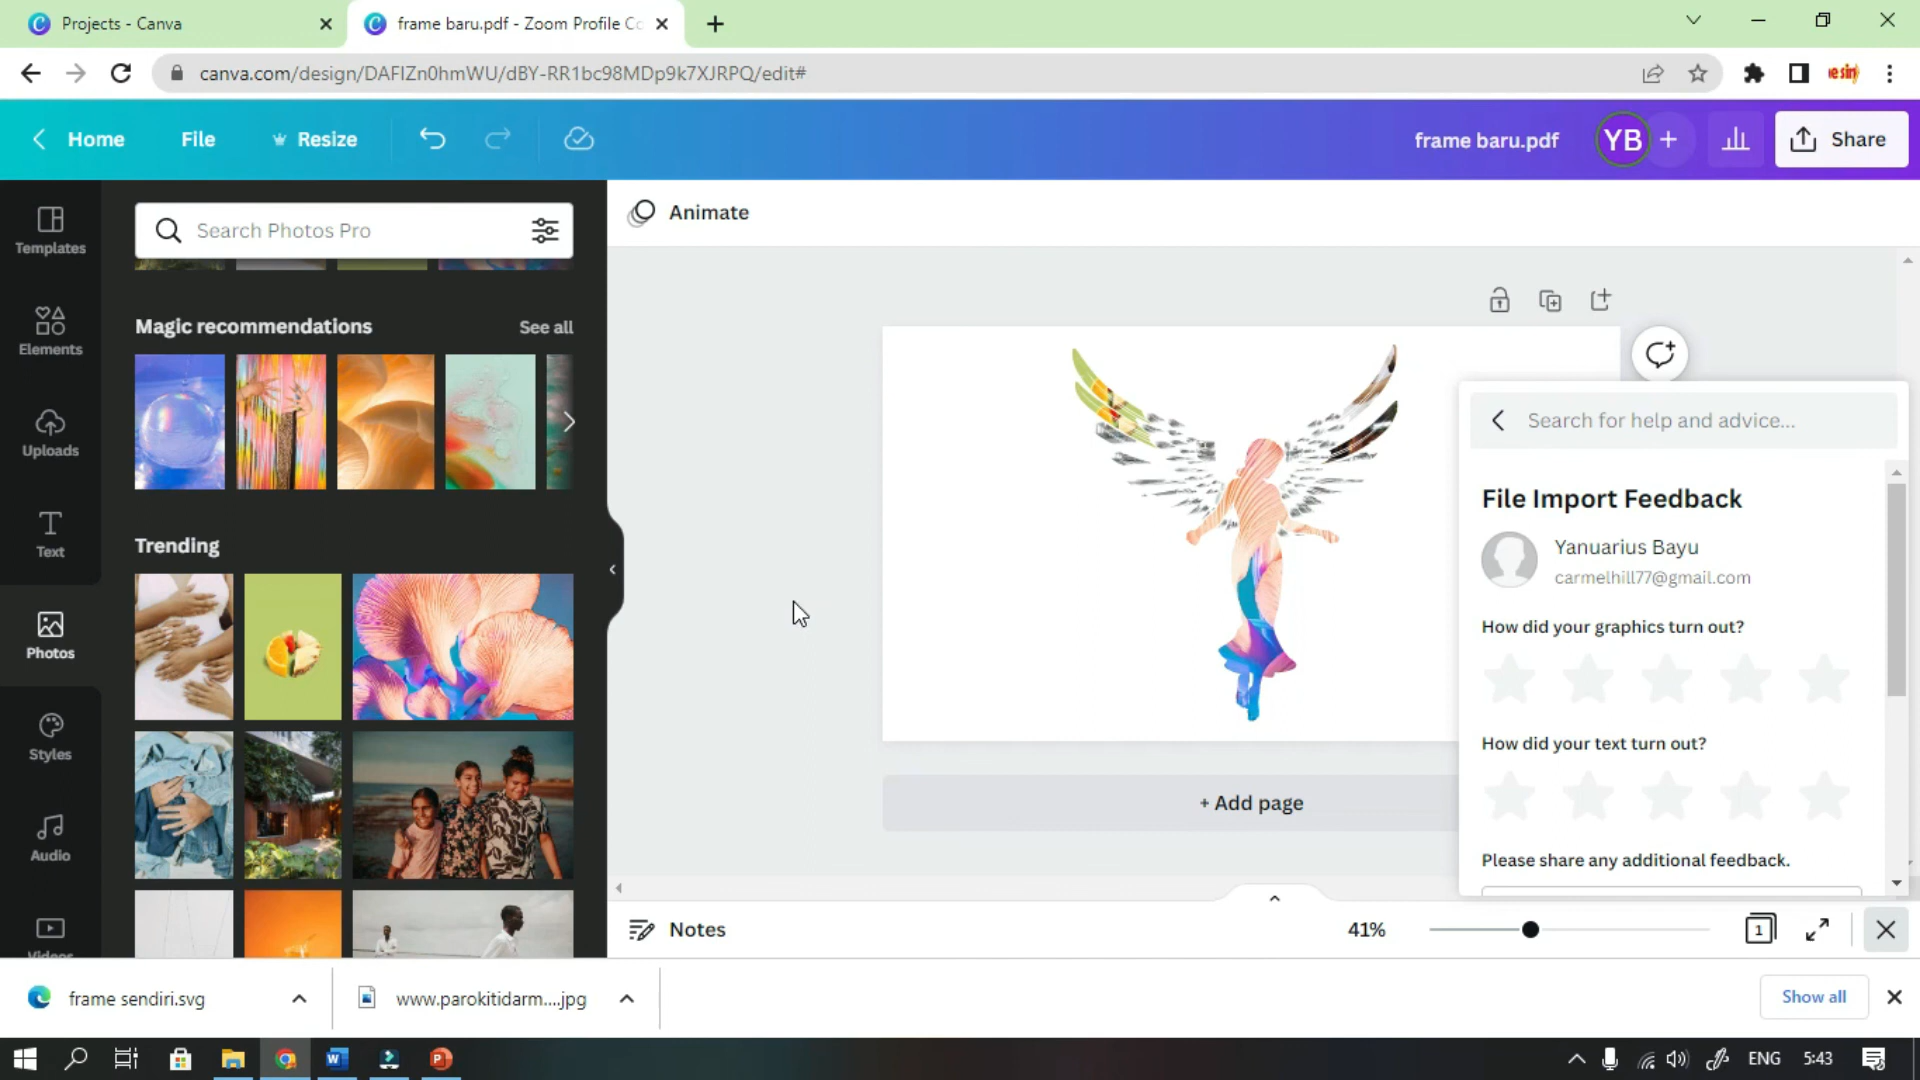 Projects - Canva
frame baru.pdf - Zoom Profile Co
canva.com/design/DAFIZn0hmWU/dBY-RR1bc98MDp9k7XJRPQ/edit#
Home
File
Resize
frame baru.pdf
YB
Share
Templates
Elements
Uploads
Text
Photos
Styles
Audio
Videos
Search Photos Pro
Magic recommendations
See all
Trending
Animate
+ Add page
Search for help and advice...
File Import Feedback
Yanuarius Bayu
carmelhill77@gmail.com
How did your graphics turn out?
How did your text turn out?
Please share any additional feedback.
Notes
41%
1
frame sendiri.svg
www.parokitidarm....jpg
Show all
ENG
5:43